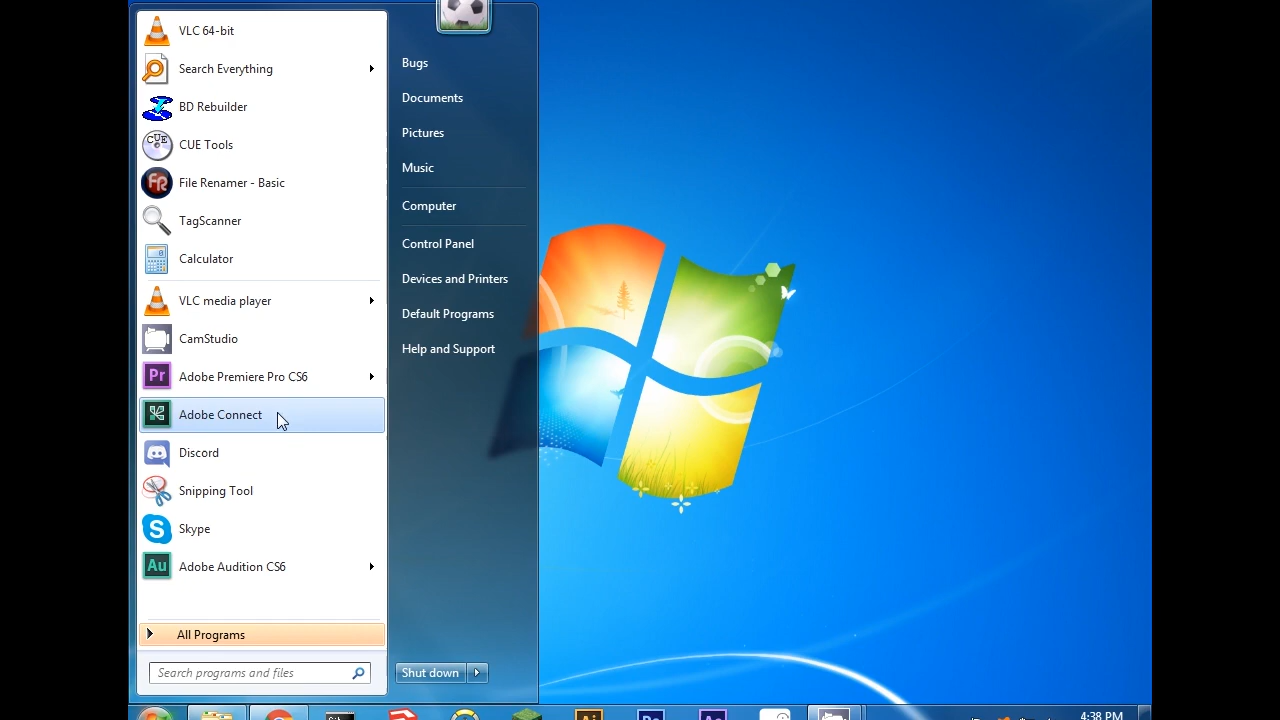 VLC 64-bit
Search Everything
BD Rebuilder
CUE Tools
File Renamer - Basic
TagScanner
Calculator
VLC media player
CamStudio
Pr Adobe Premiere Pro CS6
Adobe Connect
Discord
Snipping Tool
Skype
Au Adobe Audition CS6
All Programs
Search programs and files
Bugs
Documents
Pictures
Music
Computer
Control Panel
Devices and Printers
Default Programs
Help and Support
Shut down
4:38 PM